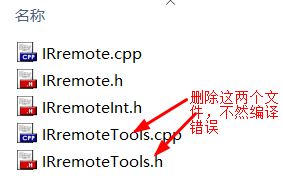 名称
IRremote.cpp
IRremote.h
IRremoteInt.h
IRremoteTools.cpp
IRremoteTools.h
删除这两个文
件，不然编译
错误